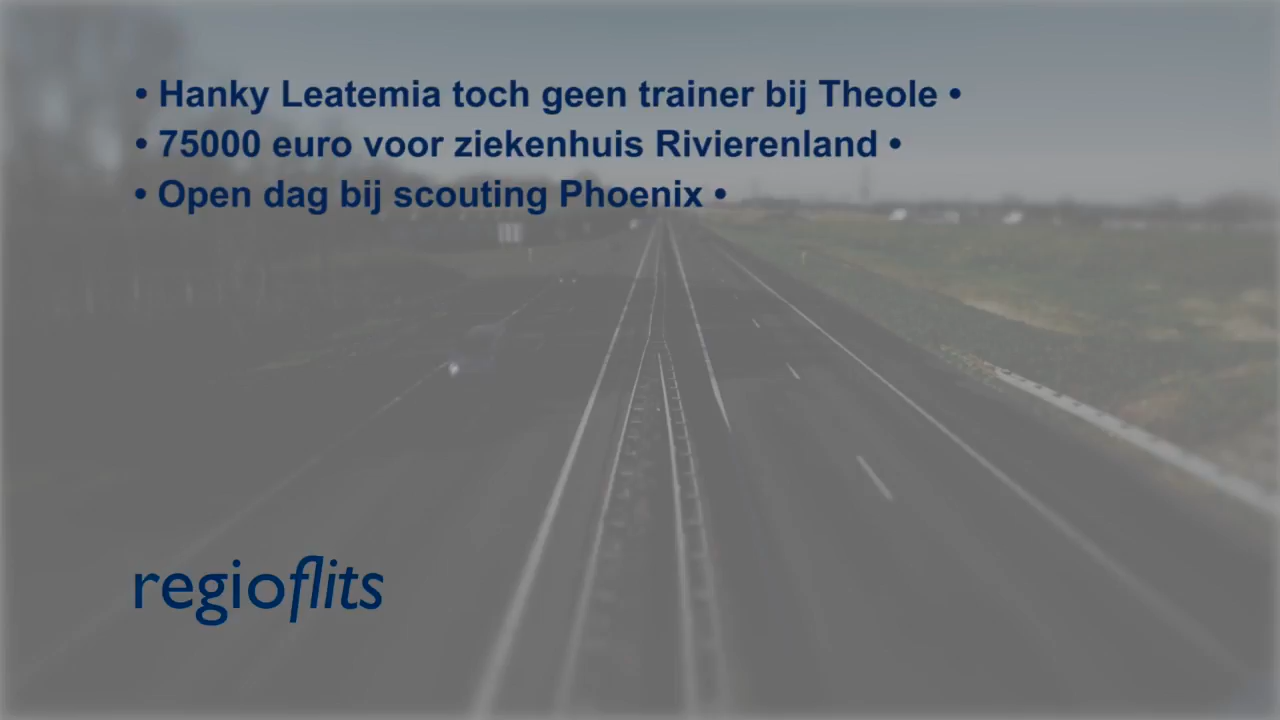 • Hanky Leatemia toch geen trainer bij Theole •
• 75000 euro voor ziekenhuis Rivierenland •
• Open dag bij scouting Phoenix •
regioflits